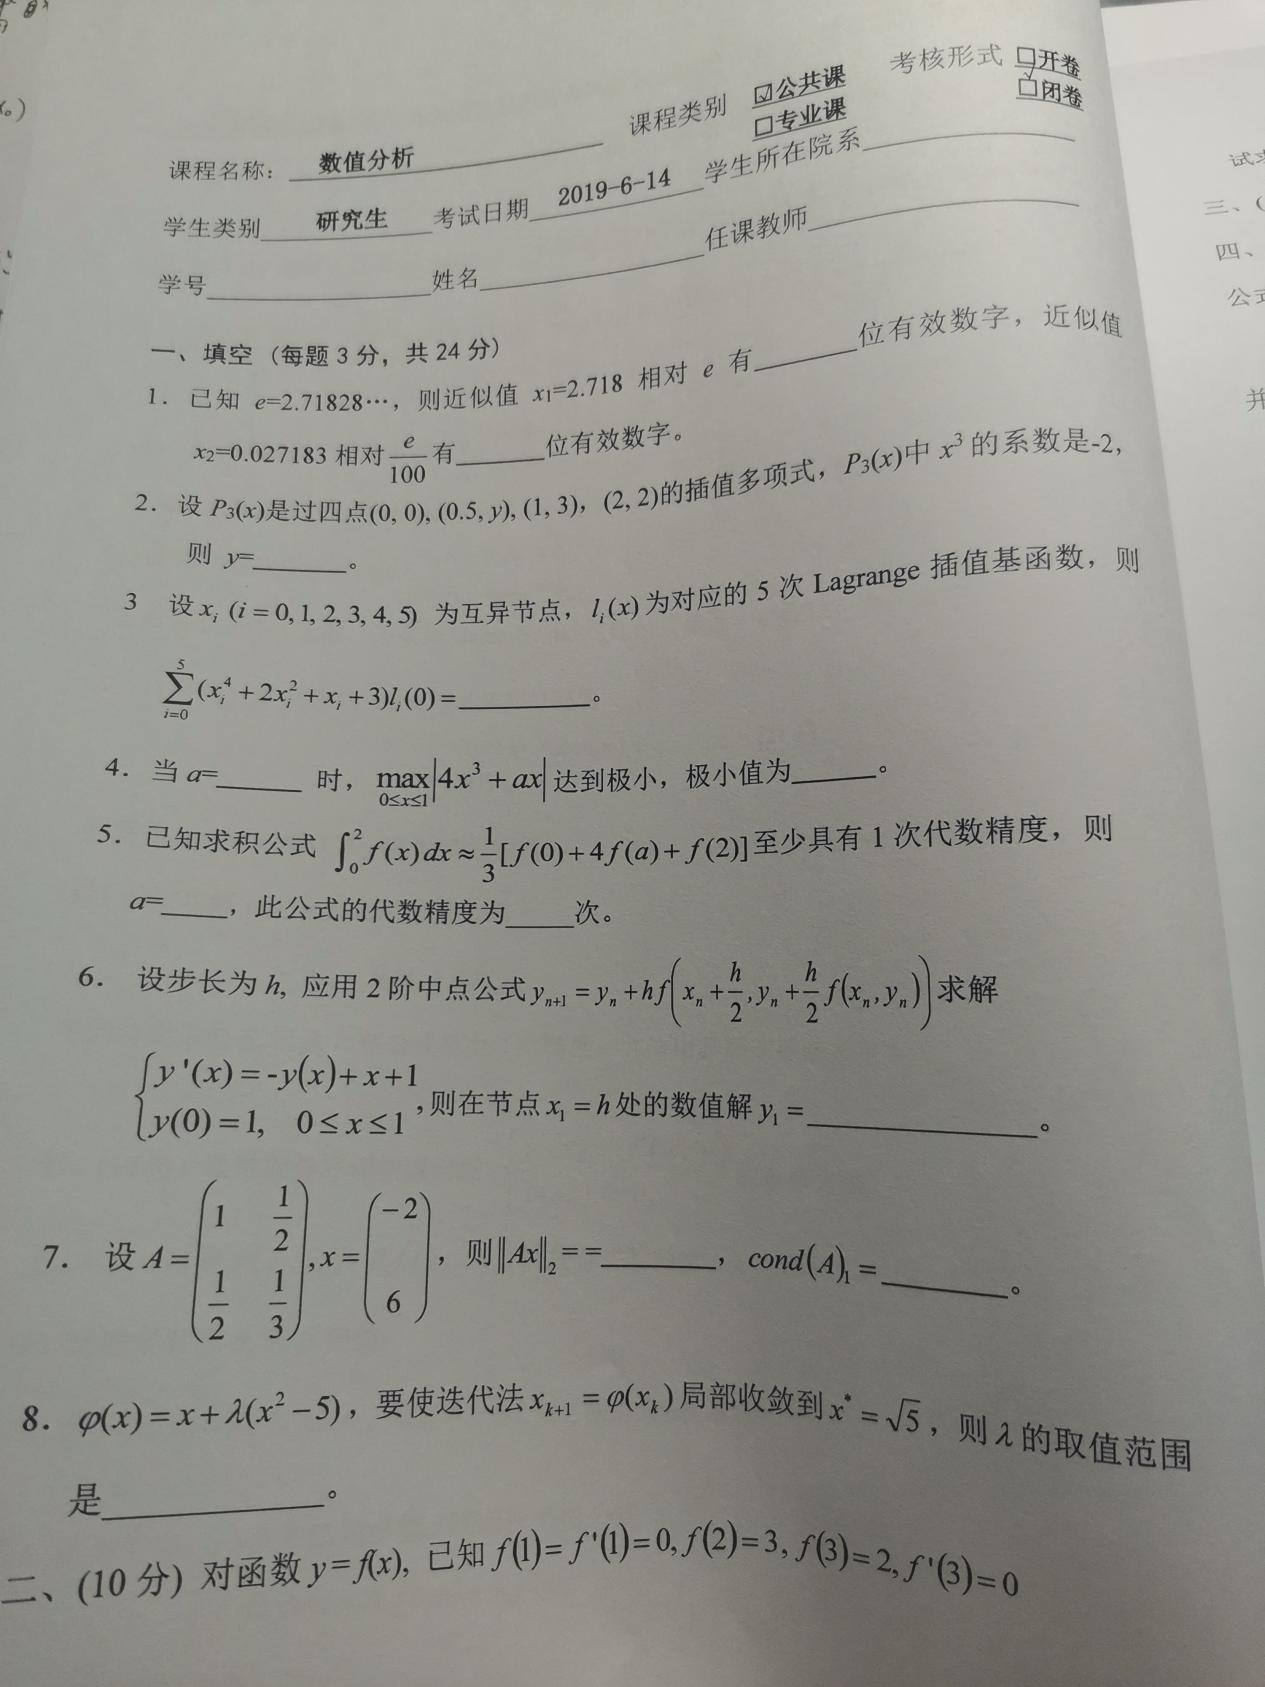 课程名称: 数值分析 课程类别 ☑公共课 □专业课 考核形式 □开卷 ☑闭卷
学生类别 研究生 考试日期 2019-6-14 学生所在院系
学号 姓名 任课教师
一、填空（每题3分，共24分）
1. 已知 e=2.71828…，则近似值 x₁=2.718 相对 e 有______位有效数字，近似值
x₂=0.027183 相对 e/100 有______位有效数字。
2. 设 P₃(x)是过四点(0, 0), (0.5, y), (1, 3)，(2, 2)的插值多项式，P₃(x)中 x³ 的系数是-2,
则 y=______。
3 设 xᵢ (i = 0, 1, 2, 3, 4, 5) 为互异节点，lᵢ(x)为对应的 5 次 Lagrange 插值基函数，则
∑_{i=0}^{5}(xᵢ⁴ + 2xᵢ² + xᵢ + 3)lᵢ(0) = ______。
4. 当 a=______ 时，max_{0≤x≤1}|4x³ + ax| 达到极小，极小值为______。
5. 已知求积公式 ∫₀² f(x)dx ≈ 1/3[f(0)+4f(a)+f(2)]至少具有 1 次代数精度，则
a=____，此公式的代数精度为____次。
6. 设步长为 h, 应用 2 阶中点公式 yₙ₊₁ = yₙ + hf(xₙ + h/2, yₙ + h/2 f(xₙ, yₙ)) 求解
{y'(x) = -y(x)+x+1
y(0)=1, 0≤x≤1 ,则在节点 x₁ = h 处的数值解 y₁ = ______。
7. 设 A = (1 1/2; 1/2 1/3), x = (-2; 6)，则||Ax||₂ = =______，cond(A)₁ = ______。
8. φ(x) = x + λ(x² − 5)，要使迭代法 xₖ₊₁ = φ(xₖ)局部收敛到 x* = √5，则 λ 的取值范围
是______。
二、(10 分) 对函数 y = f(x), 已知 f(1)= f'(1)=0, f(2)=3, f(3)=2, f'(3)=0
试
三、(
四、
公式
并